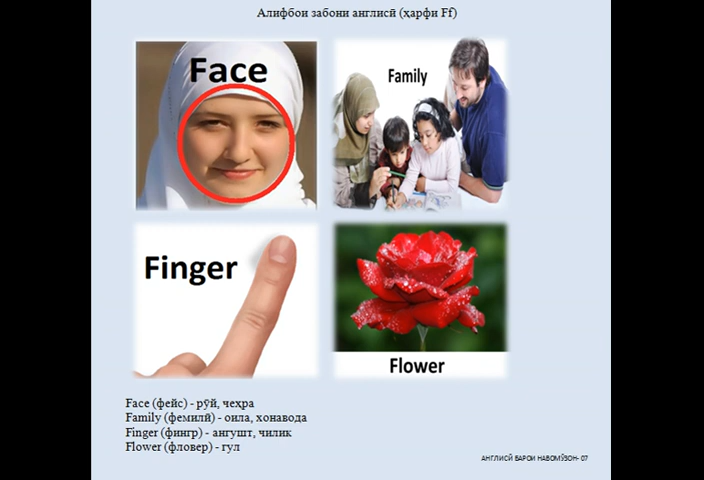 Алифбои забони англисӣ (ҳарфи Ff)
Face
Family
Finger
Flower
Face (фейс) - рӯй, чеҳра
Family (фемилӣ) - оила, хонавода
Finger (фингр) - ангушт, чилик
Flower (фловер) - гул
АНГЛИСӢ БАРОИ НАВОМӮЗОН- 07